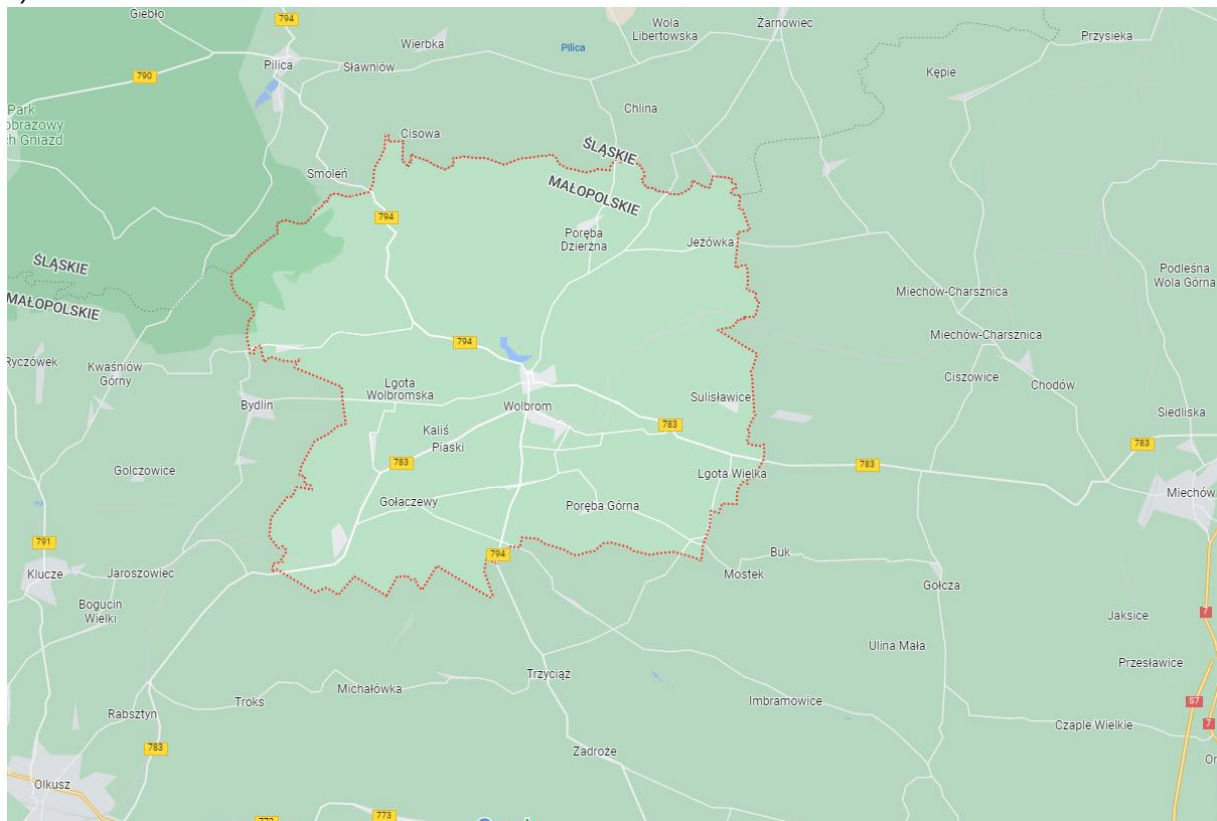 )
Giebło
794
Wola
Libertowska
Żarnowiec
Wierbka
Pilica
Przysieka
Pilica
Sławniów
790
Kępie
Park
obrazowy
ch Gniazd
Chlina
Cisowa
ŚLĄSKIE
Smoleń
MAŁOPOLSKIE
794
Poręba
Dzierżna
Jeżówka
ŚLĄSKIE
Podleśna
Wola Górna
MAŁOPOLSKIE
Miechów-Charsznica
794
Miechów-Charsznica
Ryczówek
Kwaśniów
Górny
Ciszowice
Chodów
Lgota
Wolbromska
Sulisławice
Bydlin
Wolbrom
Siedliska
783
Kaliś
Piaski
783
783
783
Golczowice
Lgota Wielka
Miechów
Gołaczewy
Poręba Górna
791
794
Buk
Klucze
Jaroszowiec
Mostek
Gołcza
Bogucin
Wielki
7
Jaksice
Ulina Mała
Przesławice
Trzyciąż
Michałówka
Troks
Imbramowice
S7
Rabsztyn
7
Czaple Wielkie
783
Zadroże
Olkusz
773